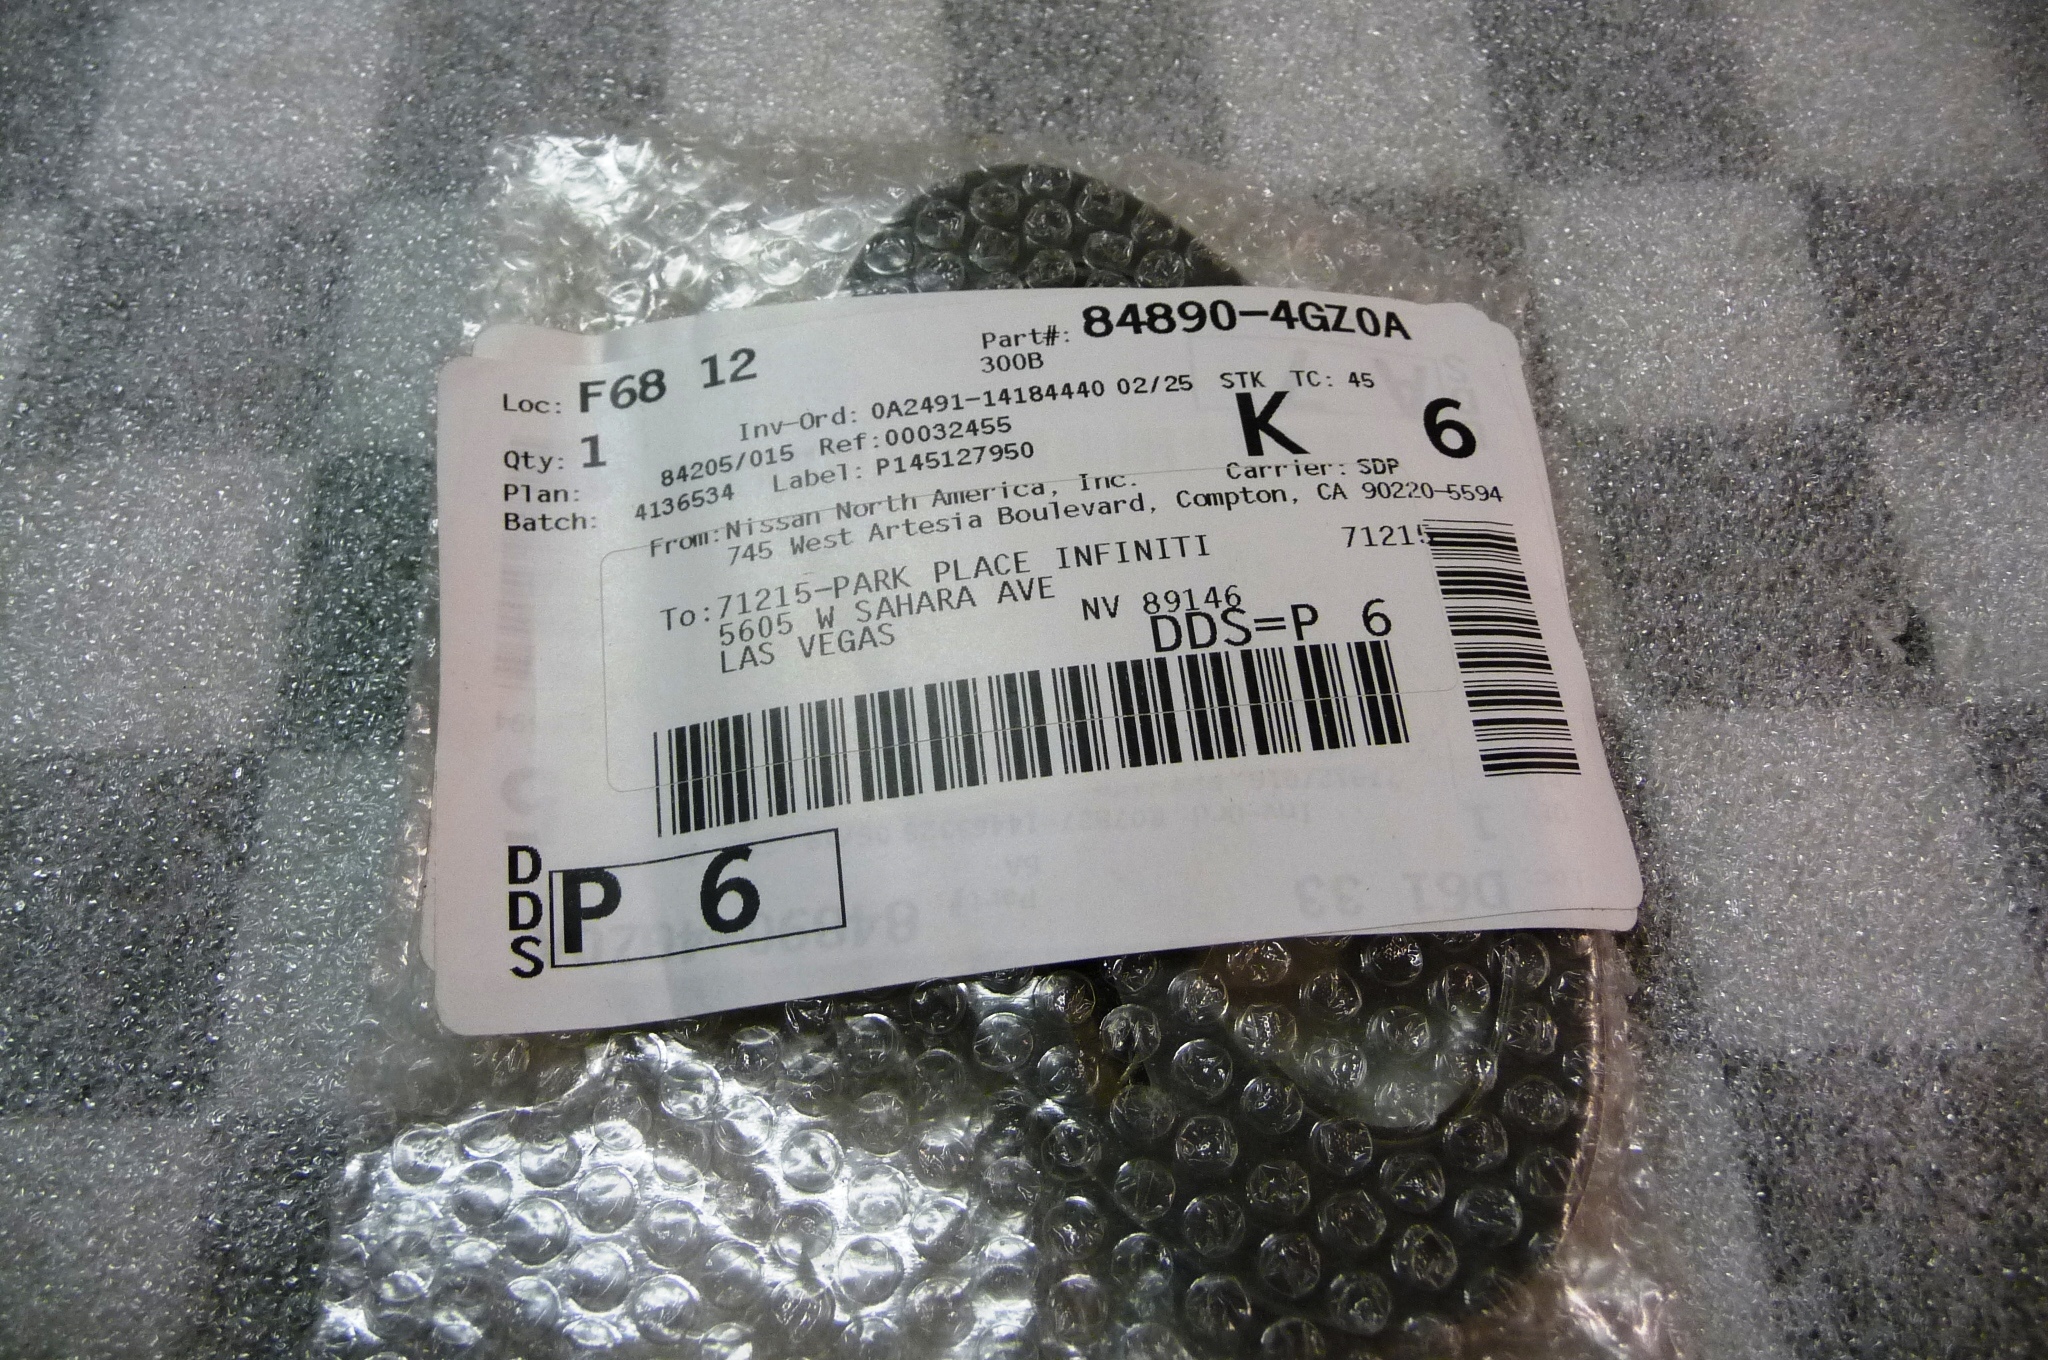 Loc: F68 12
Part#: 84890-4GZ0A
300B
Inv-Ord: 0A2491-14184440 02/25 STK TC: 45
Qty: 1
84205/015 Ref:00032455
K 6
Plan:
4136534 Label: P145127950
Carrier: SDP
Batch:
From:Nissan North America, Inc.
745 West Artesia Boulevard, Compton, CA 90220-5594
71215
To:71215-PARK PLACE INFINITI
5605 W SAHARA AVE
LAS VEGAS NV 89146
DDS=P 6
DDS
P 6